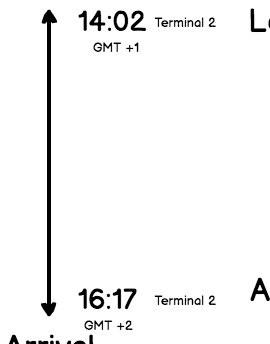 14:02 Terminal 2
GMT +1
16:17 Terminal 2
GMT +2
Arrival